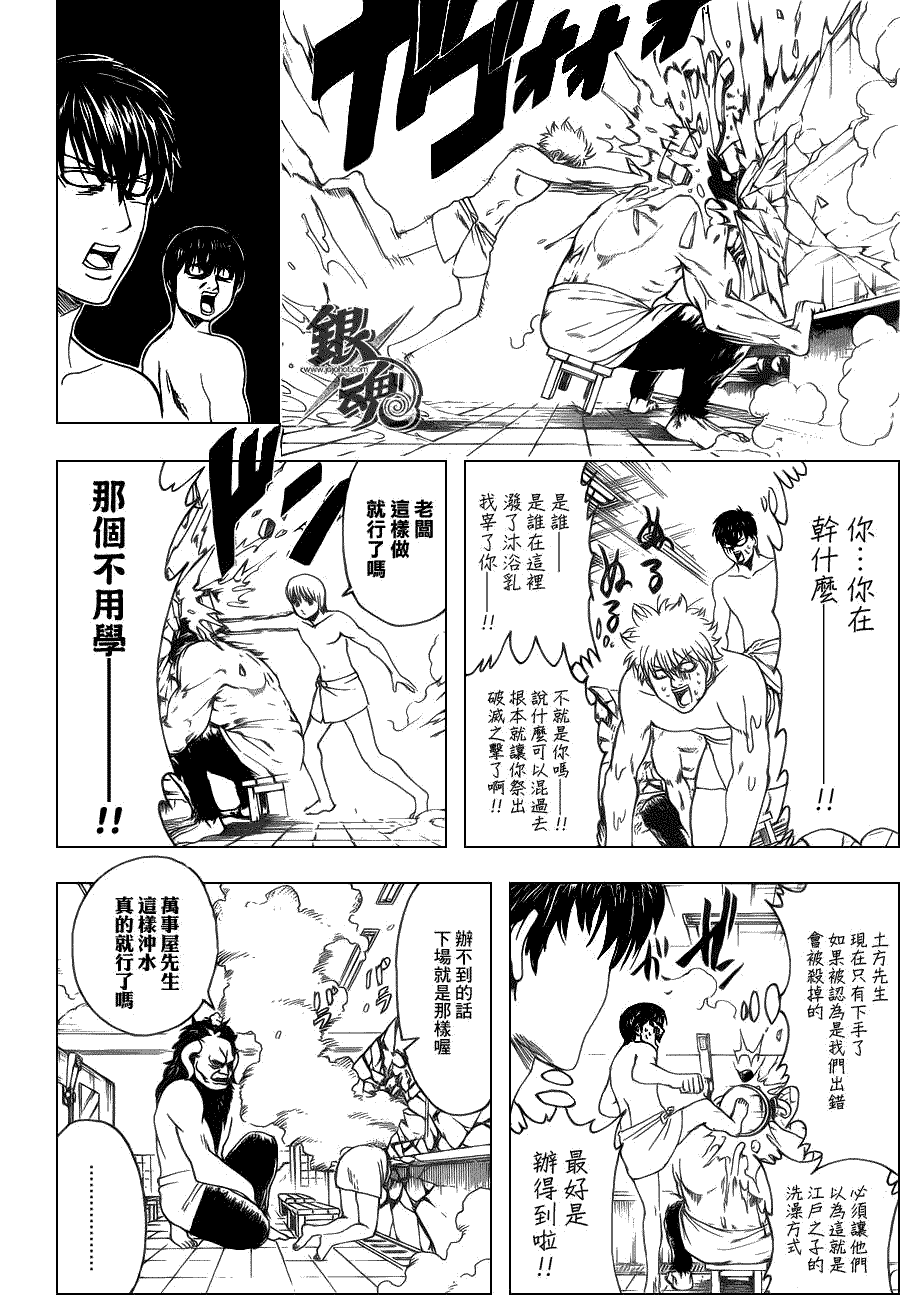 ドゴオオオオ
銀魂
www.jojohot.com
你…你在
幹什麼
———!!
ぬるぬる
是誰——
是誰在這裡
潑了沐浴乳
我宰了你——!!
不就是你嗎——!!
說什麼可以混過去
根本就讓你祭出
破滅之擊了啊!!
老闆
這樣做
就行了嗎
ドドン
那個不用學———!!
土方先生
現在只有下手了
如果被認為是我們出錯
會被殺掉的
ガン
必須讓他們
以為這就是
江戶之子的
洗澡方式
最好是
辦得到啦!!
辦不到的話
下場就是那樣喔
萬事屋先生
這樣沖水
真的就行了嗎
…………